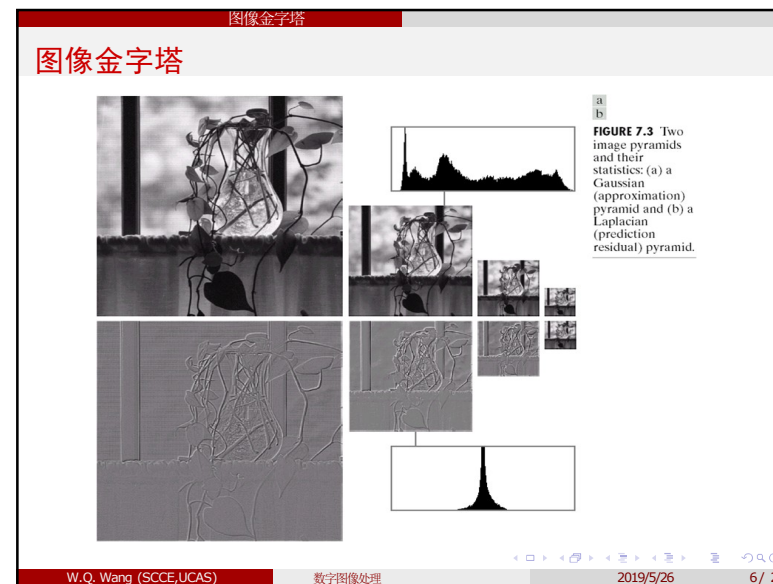 图像金字塔
图像金字塔
a
b
FIGURE 7.3 Two
image pyramids
and their
statistics: (a) a
Gaussian
(approximation)
pyramid and (b) a
Laplacian
(prediction
residual) pyramid.
W.Q. Wang (SCCE,UCAS) 数字图像处理 2019/5/26 6/